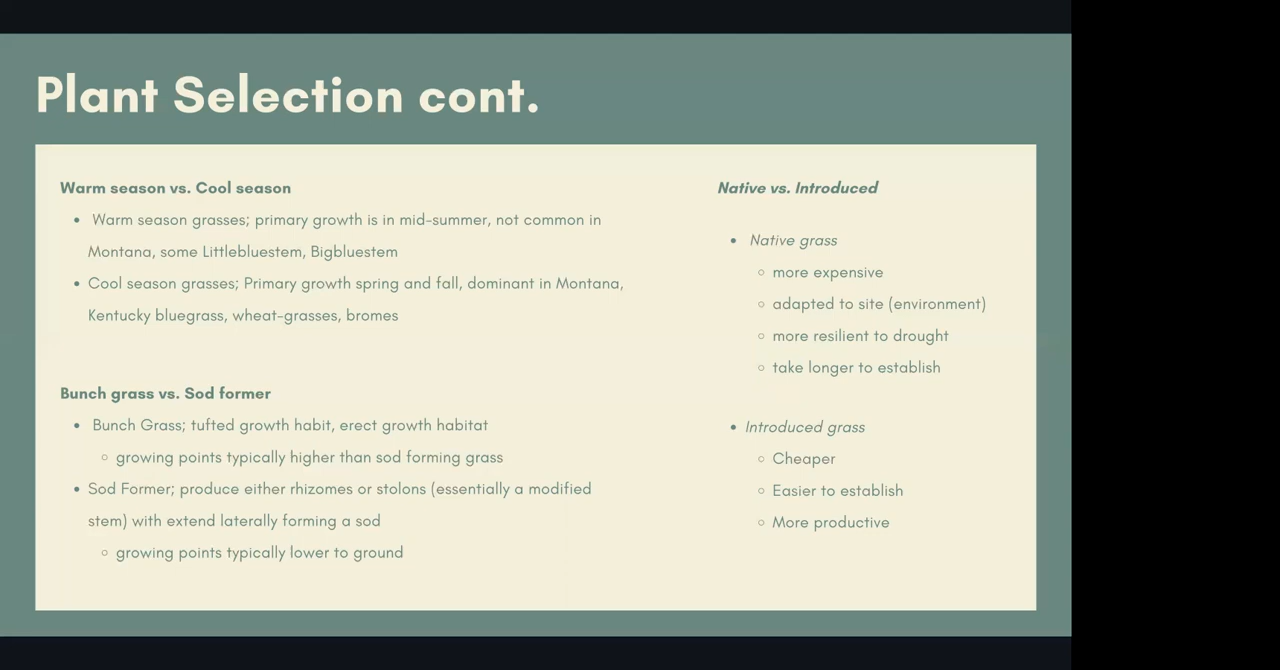 Plant Selection cont.
Warm season vs. Cool season
• Warm season grasses; primary growth is in mid-summer, not common in
Montana, some Littlebluestem, Bigbluestem
• Cool season grasses; Primary growth spring and fall, dominant in Montana,
Kentucky bluegrass, wheat-grasses, bromes
Bunch grass vs. Sod former
• Bunch Grass; tufted growth habit, erect growth habitat
○ growing points typically higher than sod forming grass
• Sod Former; produce either rhizomes or stolons (essentially a modified
stem) with extend laterally forming a sod
○ growing points typically lower to ground
Native vs. Introduced
• Native grass
○ more expensive
○ adapted to site (environment)
○ more resilient to drought
○ take longer to establish
• Introduced grass
○ Cheaper
○ Easier to establish
○ More productive